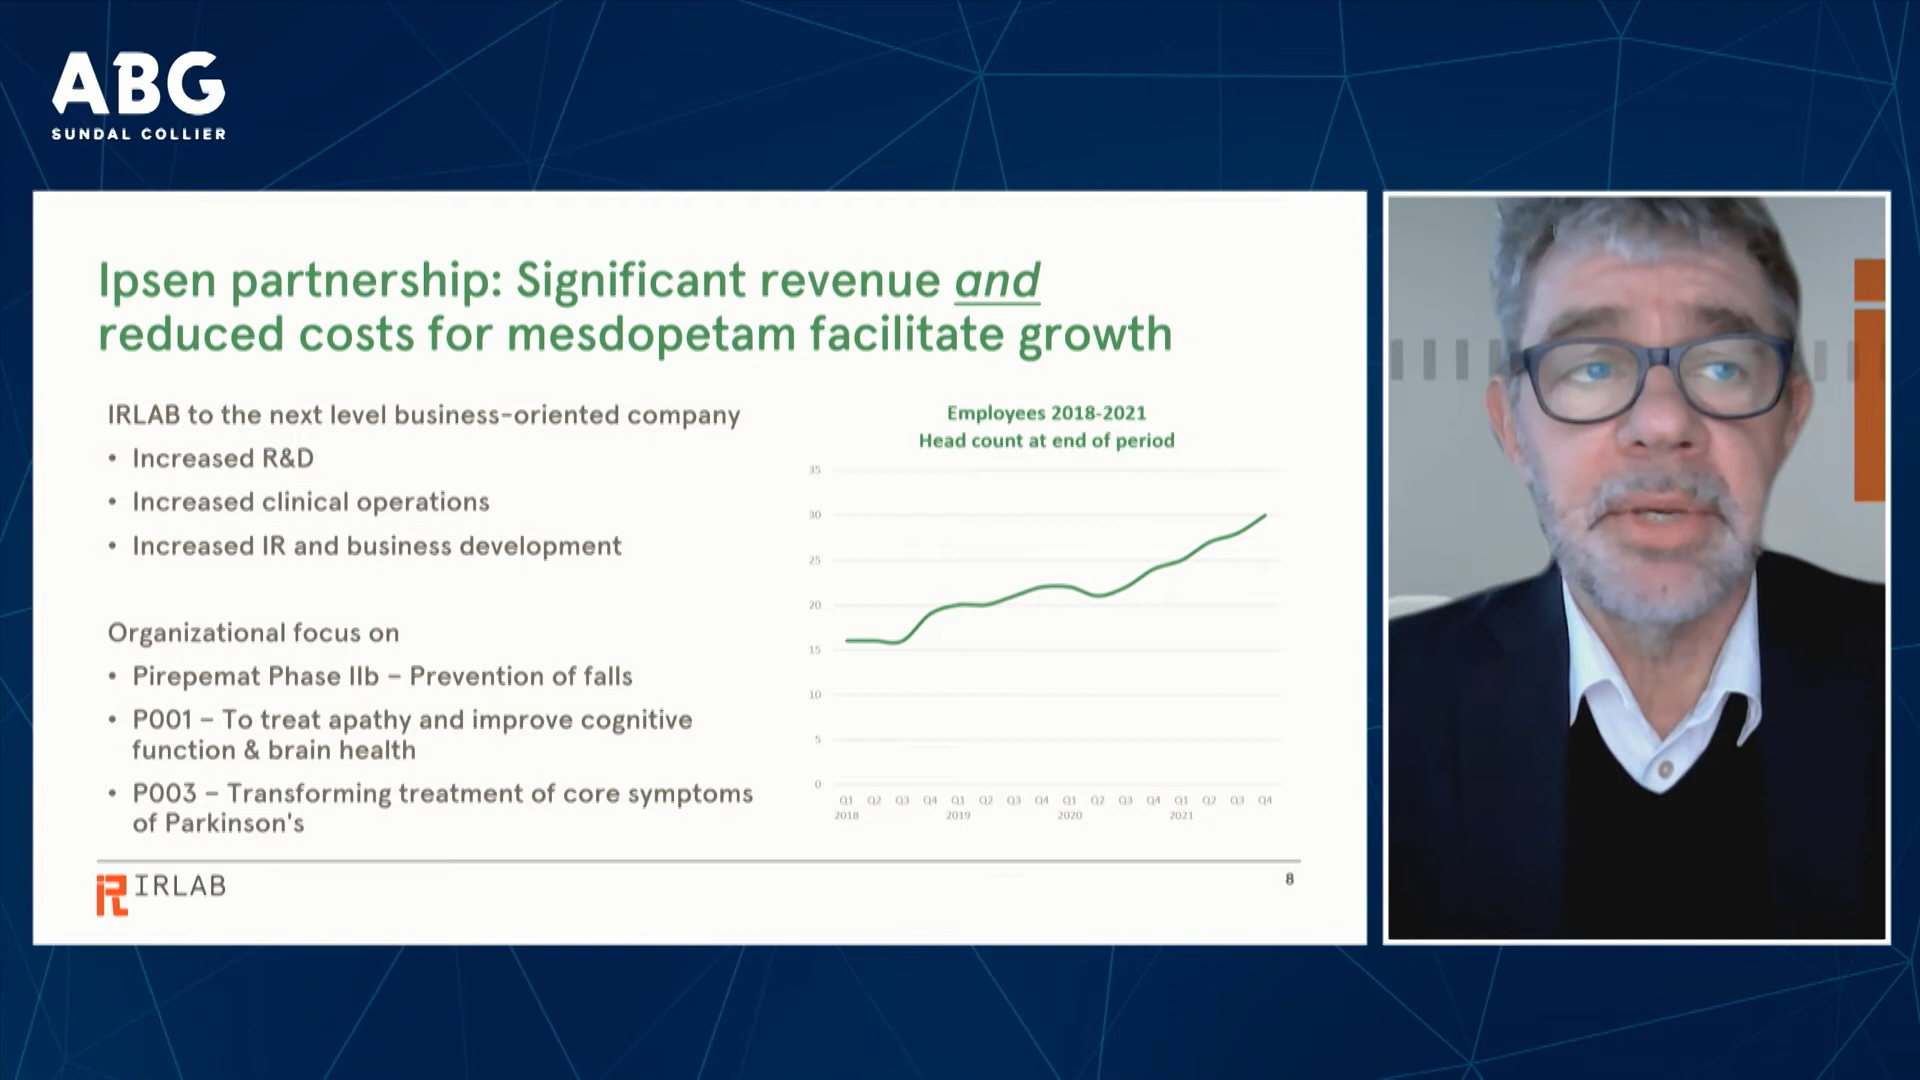 ABG
SUNDAL COLLIER
Ipsen partnership: Significant revenue and
reduced costs for mesdopetam facilitate growth
IRLAB to the next level business-oriented company
• Increased R&D
• Increased clinical operations
• Increased IR and business development
Organizational focus on
• Pirepemat Phase IIb – Prevention of falls
• P001 – To treat apathy and improve cognitive
function & brain health
• P003 – Transforming treatment of core symptoms
of Parkinson's
Employees 2018-2021
Head count at end of period
35
30
25
20
15
10
5
0
Q1 Q2 Q3 Q4 Q1 Q2 Q3 Q4 Q1 Q2 Q3 Q4 Q1 Q2 Q3 Q4
2018 2019 2020 2021
IRLAB
8